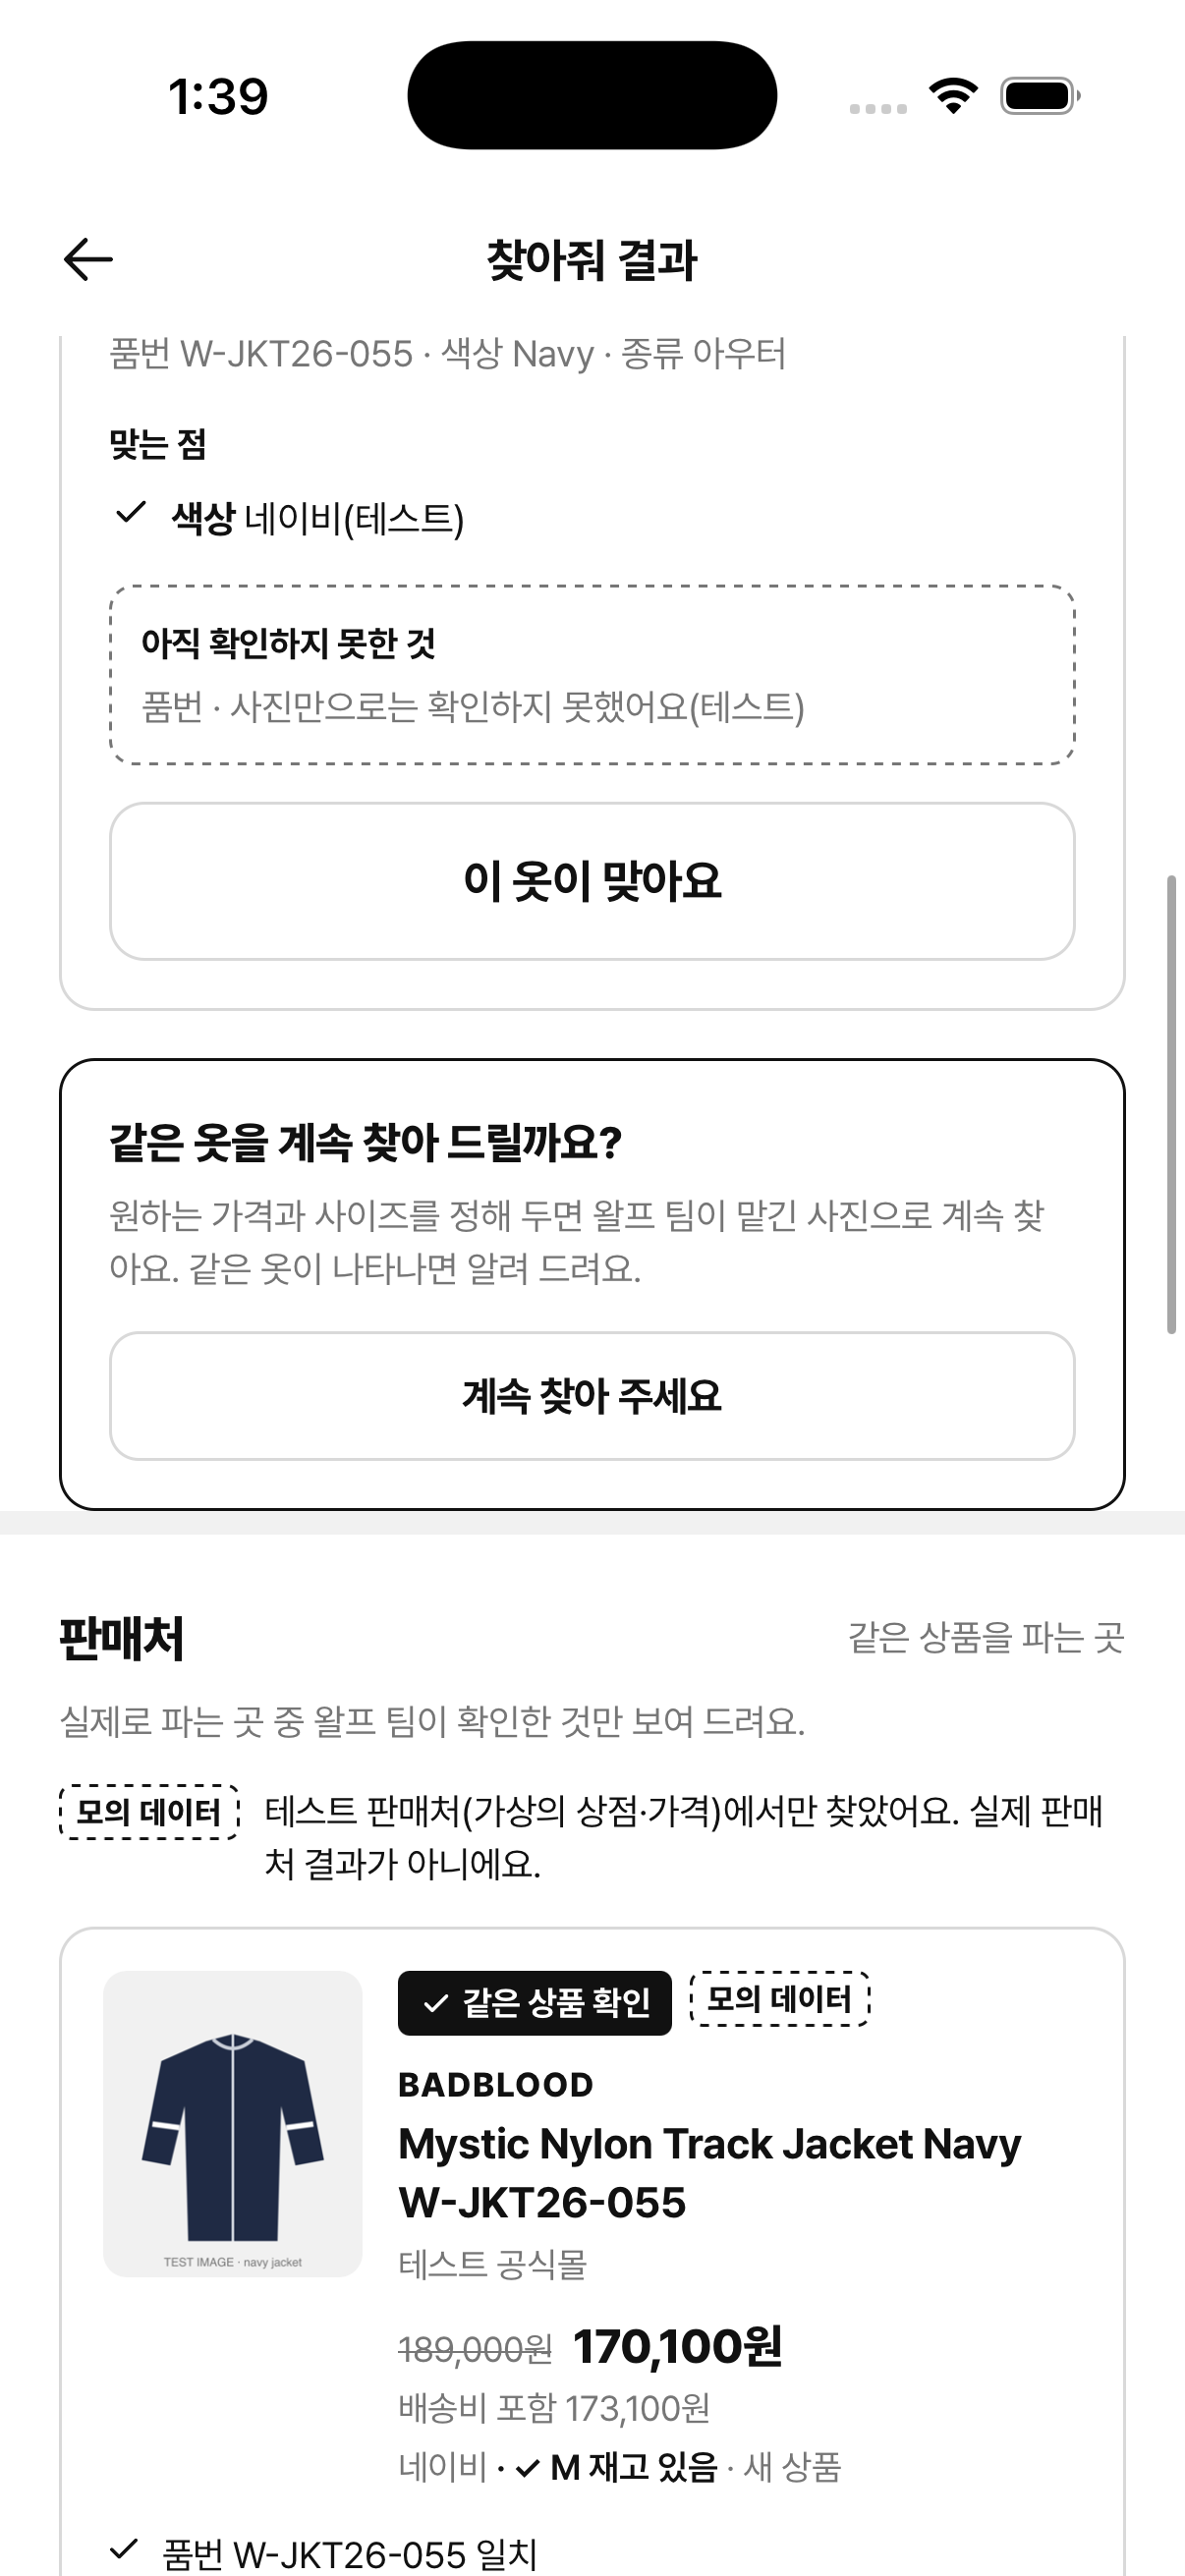 1:39
찾아줘 결과
품번 W-JKT26-055 · 색상 Navy · 종류 아우터
맞는 점
색상 네이비(테스트)
아직 확인하지 못한 것
품번 · 사진만으로는 확인하지 못했어요(테스트)
이 옷이 맞아요
같은 옷을 계속 찾아 드릴까요?
원하는 가격과 사이즈를 정해 두면 왈프 팀이 맡긴 사진으로 계속 찾
아요. 같은 옷이 나타나면 알려 드려요.
계속 찾아 주세요
판매처
같은 상품을 파는 곳
실제로 파는 곳 중 왈프 팀이 확인한 것만 보여 드려요.
모의 데이터
테스트 판매처(가상의 상점·가격)에서만 찾았어요. 실제 판매
처 결과가 아니에요.
같은 상품 확인
모의 데이터
BADBLOOD
Mystic Nylon Track Jacket Navy
W-JKT26-055
테스트 공식몰
189,000원 170,100원
배송비 포함 173,100원
네이비 · ✓ M 재고 있음 · 새 상품
TEST IMAGE · navy jacket
품번 W-JKT26-055 일치